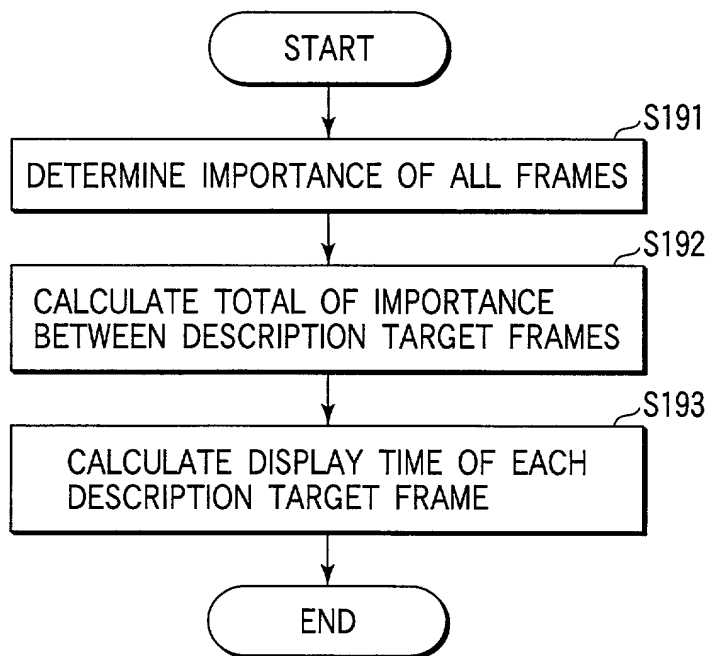 START
S191
DETERMINE IMPORTANCE OF ALL FRAMES
S192
CALCULATE TOTAL OF IMPORTANCE
BETWEEN DESCRIPTION TARGET FRAMES
S193
CALCULATE DISPLAY TIME OF EACH
DESCRIPTION TARGET FRAME
END